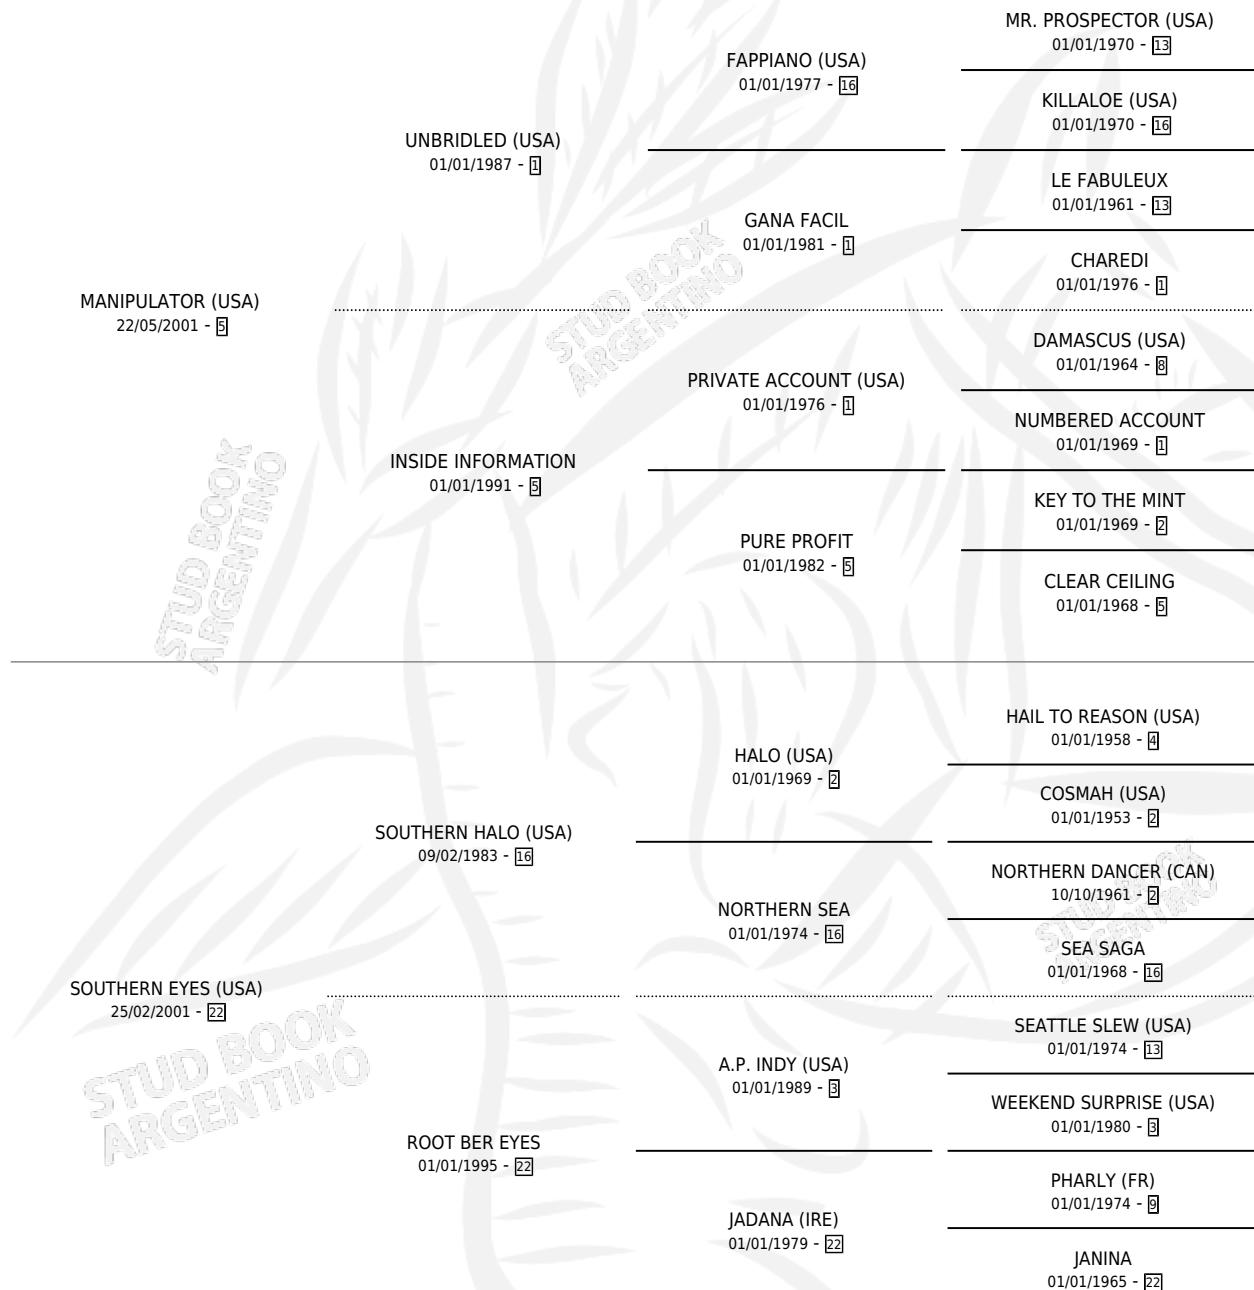 MR. PROSPECTOR (USA)
01/01/1970 - 13
FAPPIANO (USA)
01/01/1977 - 16
KILLALOE (USA)
01/01/1970 - 16
UNBRIDLED (USA)
01/01/1987 - 1
LE FABULEUX
01/01/1961 - 13
GANA FACIL
01/01/1981 - 1
CHAREDI
01/01/1976 - 1
MANIPULATOR (USA)
22/05/2001 - 5
DAMASCUS (USA)
01/01/1964 - 8
PRIVATE ACCOUNT (USA)
01/01/1976 - 1
NUMBERED ACCOUNT
01/01/1969 - 1
INSIDE INFORMATION
01/01/1991 - 5
KEY TO THE MINT
01/01/1969 - 2
PURE PROFIT
01/01/1982 - 5
CLEAR CEILING
01/01/1968 - 5
HAIL TO REASON (USA)
01/01/1958 - 4
HALO (USA)
01/01/1969 - 2
COSMAH (USA)
01/01/1953 - 2
SOUTHERN HALO (USA)
09/02/1983 - 16
NORTHERN DANCER (CAN)
10/10/1961 - 2
NORTHERN SEA
01/01/1974 - 16
SEA SAGA
01/01/1968 - 16
SOUTHERN EYES (USA)
25/02/2001 - 22
SEATTLE SLEW (USA)
01/01/1974 - 13
A.P. INDY (USA)
01/01/1989 - 3
WEEKEND SURPRISE (USA)
01/01/1980 - 3
ROOT BER EYES
01/01/1995 - 22
PHARLY (FR)
01/01/1974 - 9
JADANA (IRE)
01/01/1979 - 22
JANINA
01/01/1965 - 22
STUD BOOK
ARGENTINO
STUD BOOK
ARGENTINO
STUD BOOK
ARGENTINO
STUD BOOK
ARGENTINO